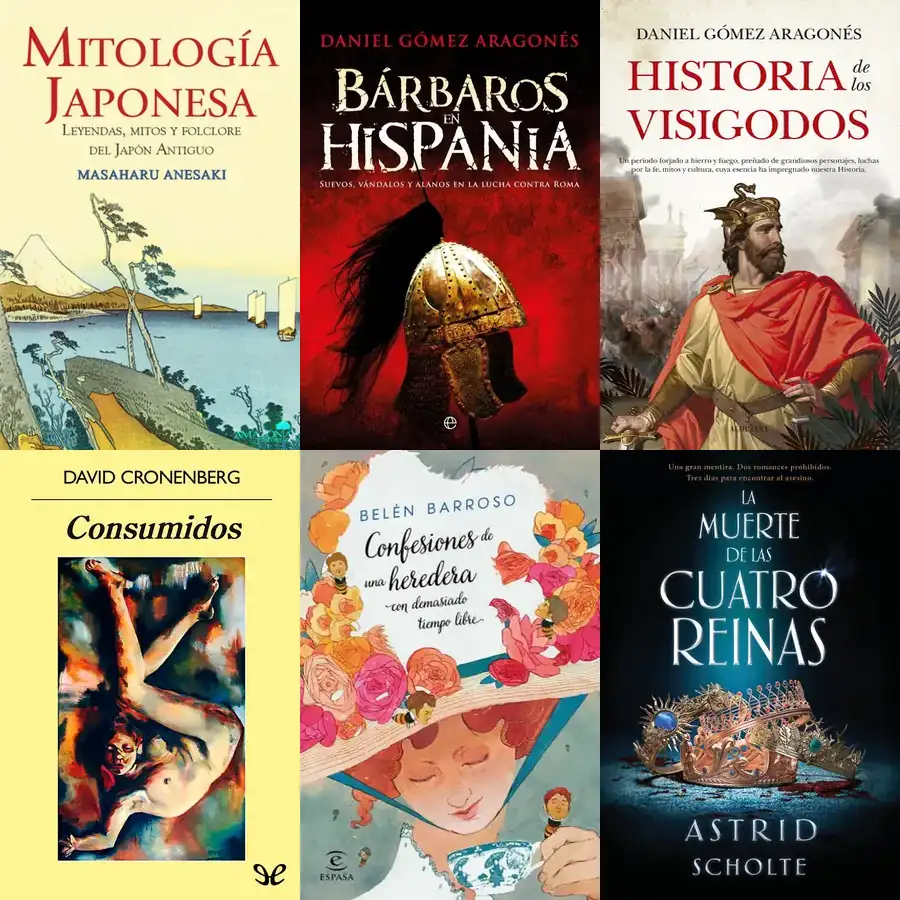 MITOLOGÍA
JAPONESA
LEYENDAS, MITOS Y FOLCLORE
DEL JAPÓN ANTIGUO
MASAHARU ANESAKI
DANIEL GÓMEZ ARAGONÉS
BÁRBAROS
EN
HISPANIA
SUEVOS, VÁNDALOS Y ALANOS EN LA LUCHA CONTRA ROMA
e
DANIEL GÓMEZ ARAGONÉS
HISTORIA de
los
VISIGODOS
Un periodo forjado a hierro y fuego, preñado de grandiosos personajes, luchas
por la fe, mitos y cultura, cuya esencia ha impregnado nuestra Historia.
ALMUZARA
DAVID CRONENBERG
Consumidos
BELÉN BARROSO
Confesiones de
una heredera
con demasiado
tiempo libre
e
ESPASA
Una gran mentira. Dos romances prohibidos.
Tres días para encontrar al asesino.
LA
MUERTE
DE LAS
CUATRO
REINAS
ASTRID
SCHOLTE